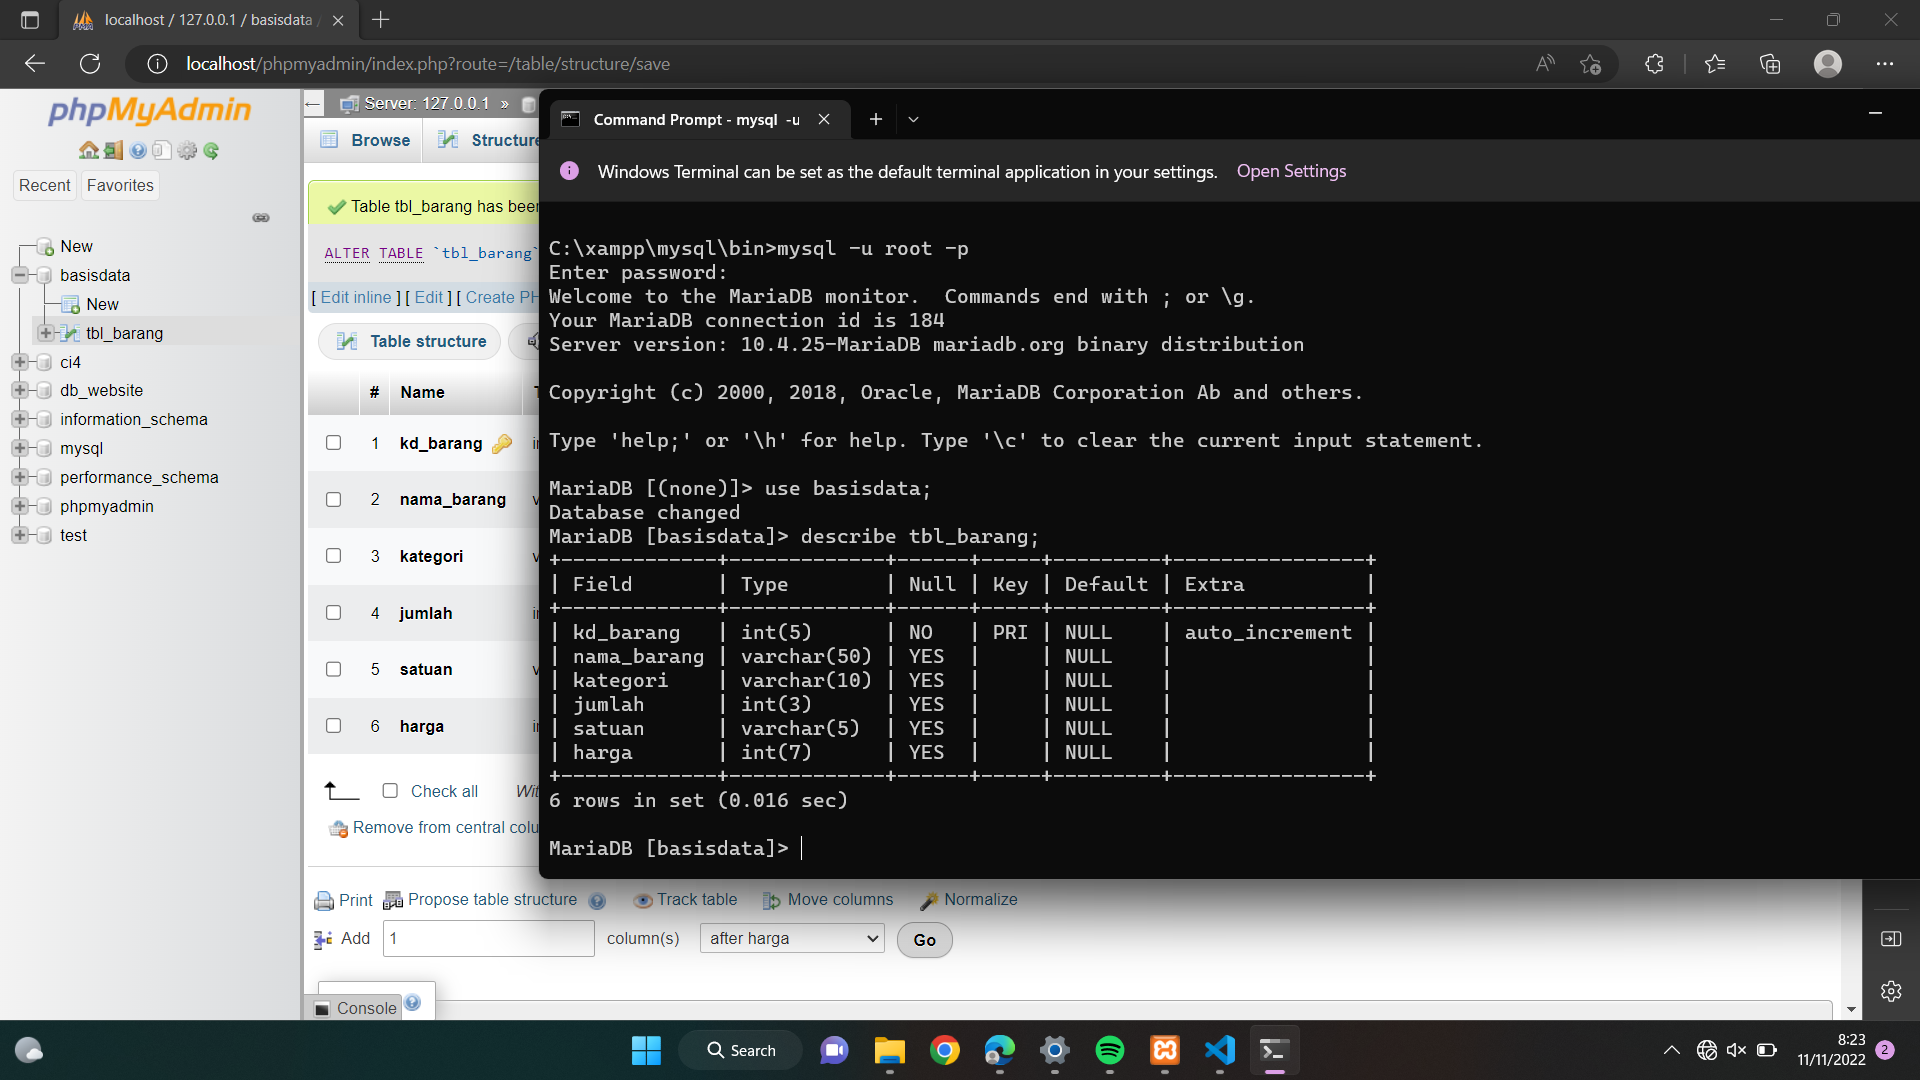 localhost / 127.0.0.1 / basisdata /
localhost/phpmyadmin/index.php?route=/table/structure/save
phpMyAdmin
Recent
Favorites
New
basisdata
New
tbl_barang
ci4
db_website
information_schema
mysql
performance_schema
phpmyadmin
test
Server: 127.0.0.1 »
Browse
Structure
Table tbl_barang has been
ALTER TABLE `tbl_barang`
[ Edit inline ] [ Edit ] [ Create PH
Table structure
# Name
1 kd_barang
2 nama_barang
3 kategori
4 jumlah
5 satuan
6 harga
Check all
Wit
Remove from central colu
Print
Propose table structure
Track table
Move columns
Normalize
Add 1 column(s) after harga Go
Console
Command Prompt - mysql -u
Windows Terminal can be set as the default terminal application in your settings. Open Settings
C:\xampp\mysql\bin>mysql -u root -p
Enter password:
Welcome to the MariaDB monitor.  Commands end with ; or \g.
Your MariaDB connection id is 184
Server version: 10.4.25-MariaDB mariadb.org binary distribution
Copyright (c) 2000, 2018, Oracle, MariaDB Corporation Ab and others.
Type 'help;' or '\h' for help. Type '\c' to clear the current input statement.
MariaDB [(none)]> use basisdata;
Database changed
MariaDB [basisdata]> describe tbl_barang;
+-------------+-------------+------+-----+---------+----------------+
| Field       | Type        | Null | Key | Default | Extra          |
+-------------+-------------+------+-----+---------+----------------+
| kd_barang   | int(5)      | NO   | PRI | NULL    | auto_increment |
| nama_barang | varchar(50) | YES  |     | NULL    |                |
| kategori    | varchar(10) | YES  |     | NULL    |                |
| jumlah      | int(3)      | YES  |     | NULL    |                |
| satuan      | varchar(5)  | YES  |     | NULL    |                |
| harga       | int(7)      | YES  |     | NULL    |                |
+-------------+-------------+------+-----+---------+----------------+
6 rows in set (0.016 sec)
MariaDB [basisdata]>
Search
8:23
11/11/2022
2